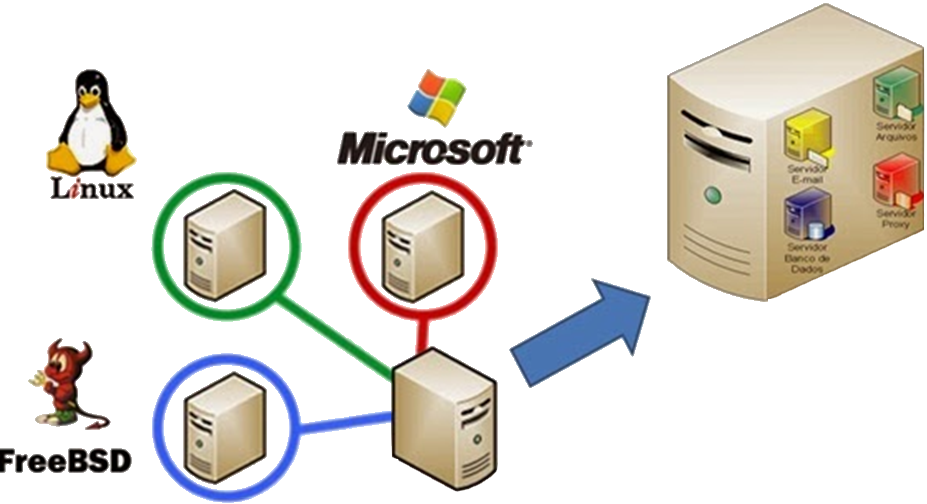 Linux
Microsoft®
FreeBSD
Servidor
E-mail
Servidor
Arquivos
Servidor
Banco de
Dados
Servidor
Proxy